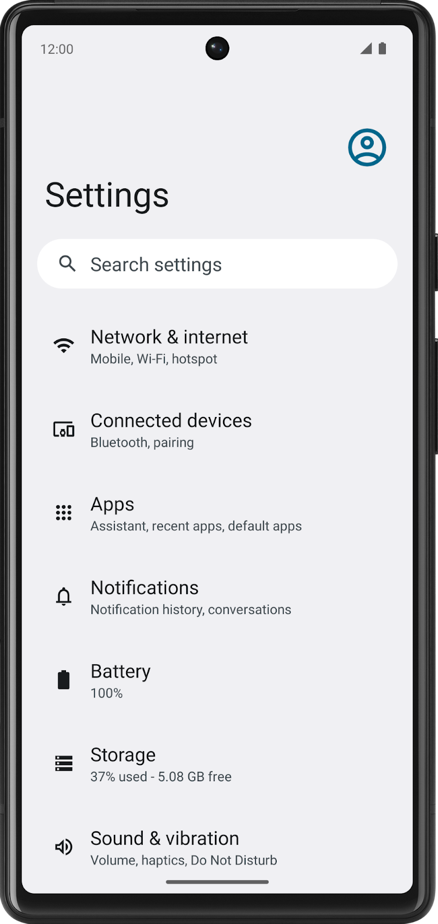 12:00
Settings
Search settings
Network & internet
Mobile, Wi-Fi, hotspot
Connected devices
Bluetooth, pairing
Apps
Assistant, recent apps, default apps
Notifications
Notification history, conversations
Battery
100%
Storage
37% used - 5.08 GB free
Sound & vibration
Volume, haptics, Do Not Disturb